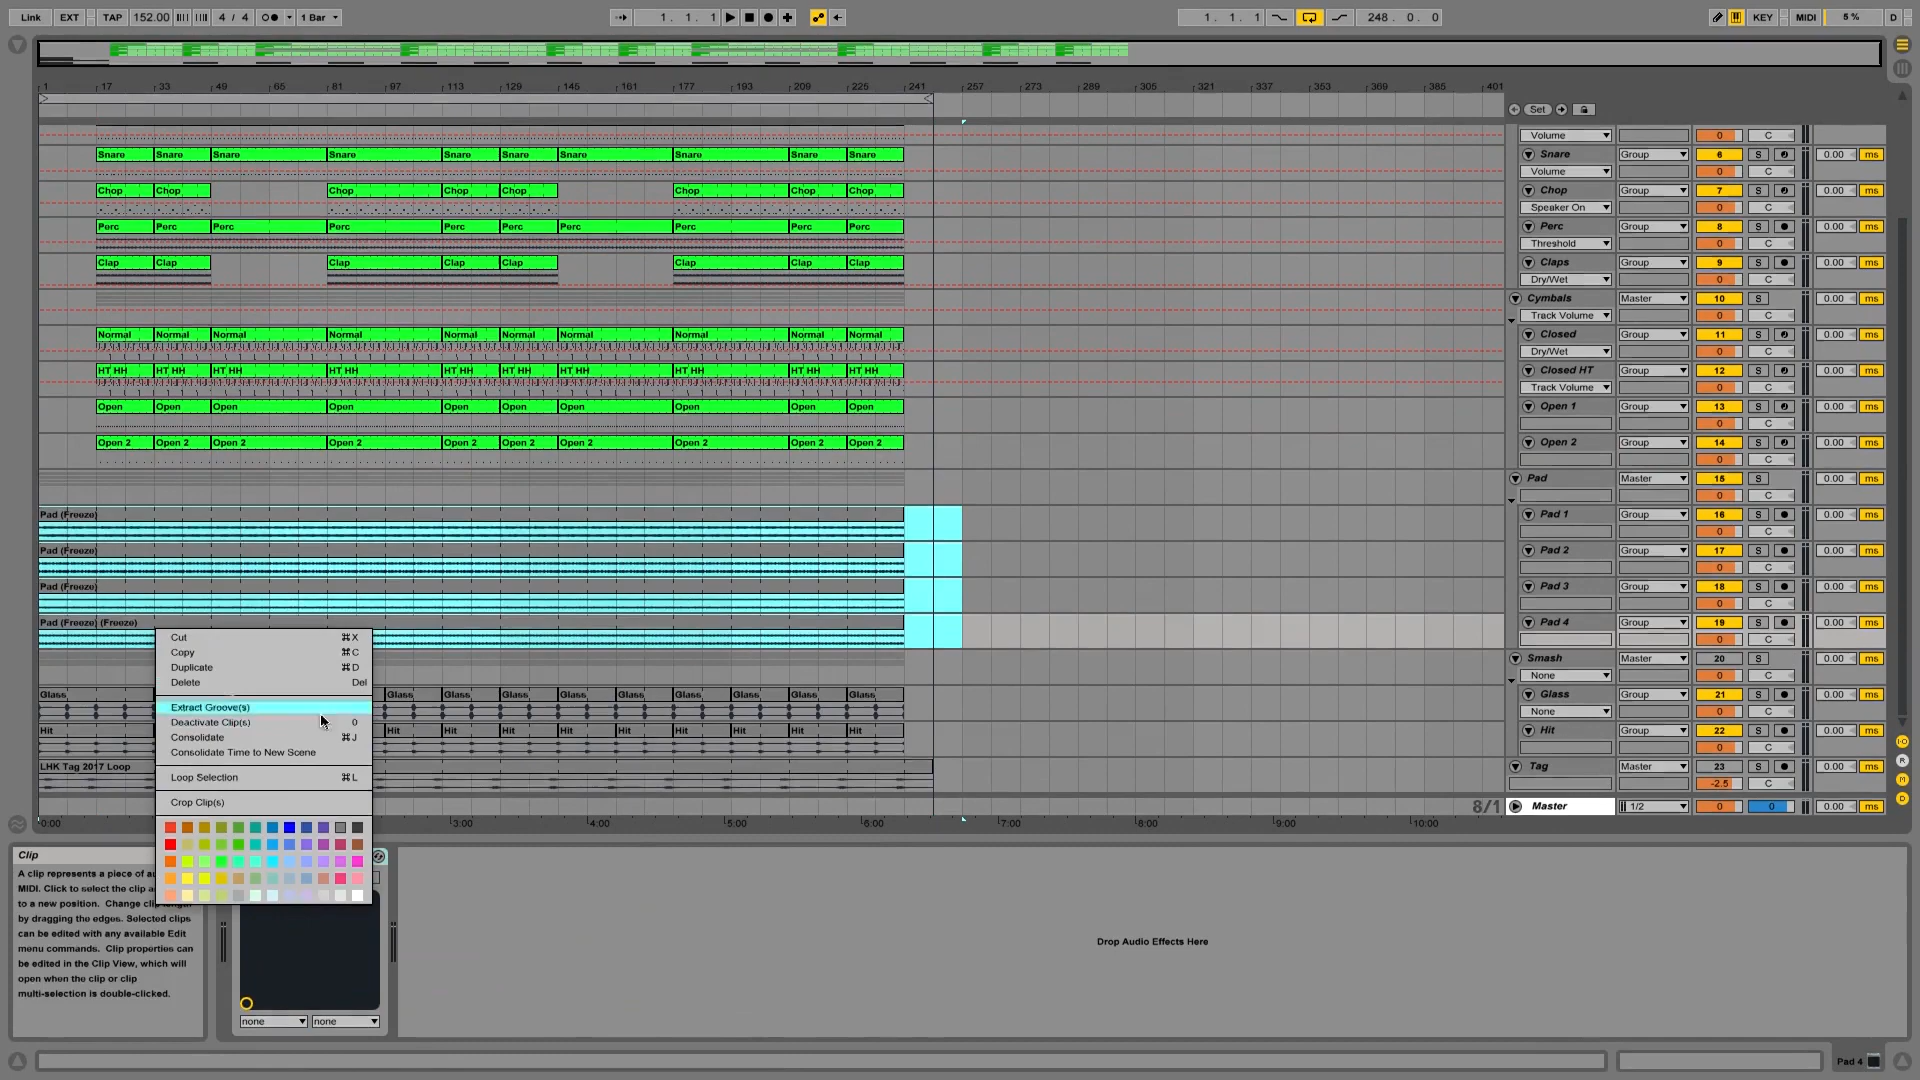 Link EXT TAP 152.00 4 / 4 1 Bar 1. 1. 1 1. 1. 1 248. 0. 0 KEY MIDI 5 % D
1 17 33 49 65 81 97 113 129 145 161 177 193 209 225 241 257 273 289 305 321 337 353 369 385 401
Set
Volume 0 C
Snare Snare Snare Snare Snare Snare Snare Snare Snare Snare Snare Group 6 S 0.00 ms
Volume 0 C
Chop Chop Chop Chop Chop Chop Chop Chop Chop Group 7 S 0.00 ms
Speaker On 0 C
Perc Perc Perc Perc Perc Perc Perc Perc Perc Perc Perc Group 8 S 0.00 ms
Threshold 0 C
Clap Clap Clap Clap Clap Clap Clap Clap Claps Group 9 S 0.00 ms
Dry/Wet 0 C
Cymbals Master 10 S 0.00 ms
Track Volume 0 C
Normal Normal Normal Normal Normal Normal Normal Normal Normal Normal Closed Group 11 S 0.00 ms
Dry/Wet 0 C
HT HH HT HH HT HH HT HH HT HH HT HH HT HH HT HH HT HH HT HH Closed HT Group 12 S 0.00 ms
Track Volume 0 C
Open Open Open Open Open Open Open Open Open Open Open 1 Group 13 S 0.00 ms
0 C
Open 2 Open 2 Open 2 Open 2 Open 2 Open 2 Open 2 Open 2 Open 2 Open 2 Open 2 Group 14 S 0.00 ms
0 C
Pad Master 15 S 0.00 ms
0 C
Pad (Freeze) Pad 1 Group 16 S 0.00 ms
0 C
Pad (Freeze) Pad 2 Group 17 S 0.00 ms
0 C
Pad (Freeze) Pad 3 Group 18 S 0.00 ms
0 C
Pad (Freeze) (Freeze) Pad 4 Group 19 S 0.00 ms
0 C
Cut ⌘X
Copy ⌘C
Duplicate ⌘D
Delete Del
Extract Groove(s)
Deactivate Clip(s) 0
Consolidate ⌘J
Consolidate Time to New Scene
Loop Selection ⌘L
Crop Clip(s)
Smash Master 20 S 0.00 ms
None 0 C
Glass Glass Glass Glass Glass Glass Glass Glass Glass Glass Glass Group 21 S 0.00 ms
None 0 C
Hit Hit Hit Hit Hit Hit Hit Hit Hit Hit Hit Group 22 S 0.00 ms
0 C
LHK Tag 2017 Loop Tag Master 23 S 0.00 ms
-2.5 C
8/1 Master 1/2 0 0 0.00 ms
0:00 3:00 4:00 5:00 6:00 7:00 8:00 9:00 10:00
I·O
R
M
D
Clip
A clip represents a piece of
MIDI. Click to select the clip
to a new position. Change
by dragging the edges. Selected clips
can be edited with any available Edit
menu commands. Clip properties can
be edited in the Clip View, which will
open when the clip or clip
multi-selection is double-clicked.
none none
Drop Audio Effects Here
Pad 4